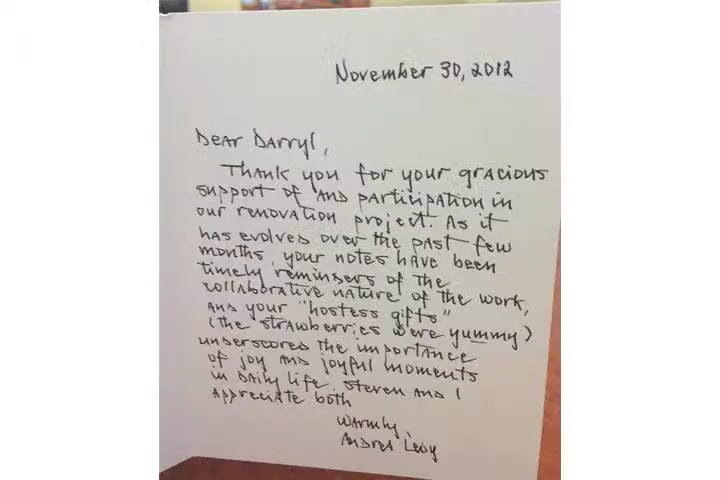 November 30, 2012
Dear Darryl,
Thank you for your gracious
support of and participation in
our renovation project. As it
has evolved over the past few
months, your notes have been
timely reminders of the
collaborative nature of the work,
and your "hostess gifts"
(the strawberries were yummy)
underscored the importance
of joy and joyful moments
in daily life. Steven and I
appreciate both
Warmly,
Andrea Levy